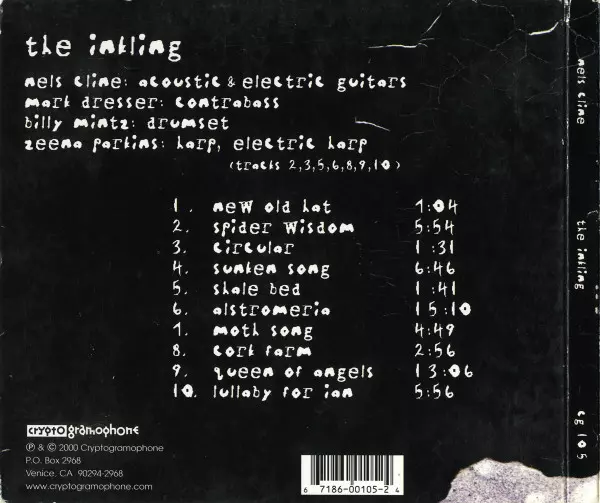 the inkling
nels cline: acoustic & electric guitars
mark dresser: contrabass
billy mintz: drumset
zeena parkins: harp, electric harp
(tracks 2,3,5,6,8,9,10)
1. new old hat 7:04
2. spider wisdom 5:54
3. circular 1:31
4. sunken song 6:46
5. shale bed 1:41
6. alstromeria 15:10
7. moth song 4:49
8. cork farm 2:56
9. queen of angels 13:06
10. lullaby for ian 5:56
cryptogramophone
℗ & © 2000 Cryptogramophone
P.O. Box 2968
Venice, CA 90294-2968
www.cryptogramophone.com
6 7186-00105-2 4
nels cline
the inkling
cg 105